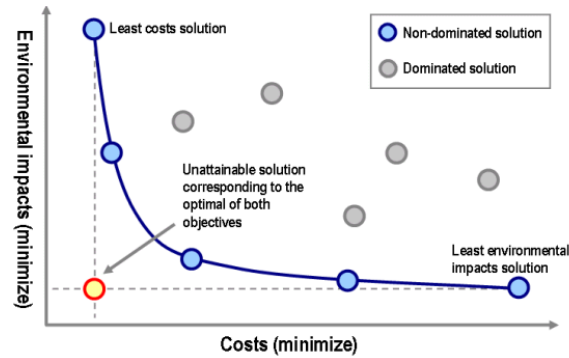 Least costs solution
Non-dominated solution
Dominated solution
Unattainable solution
corresponding to the
optimal of both
objectives
Least environmental
impacts solution
Environmental impacts (minimize)
Costs (minimize)